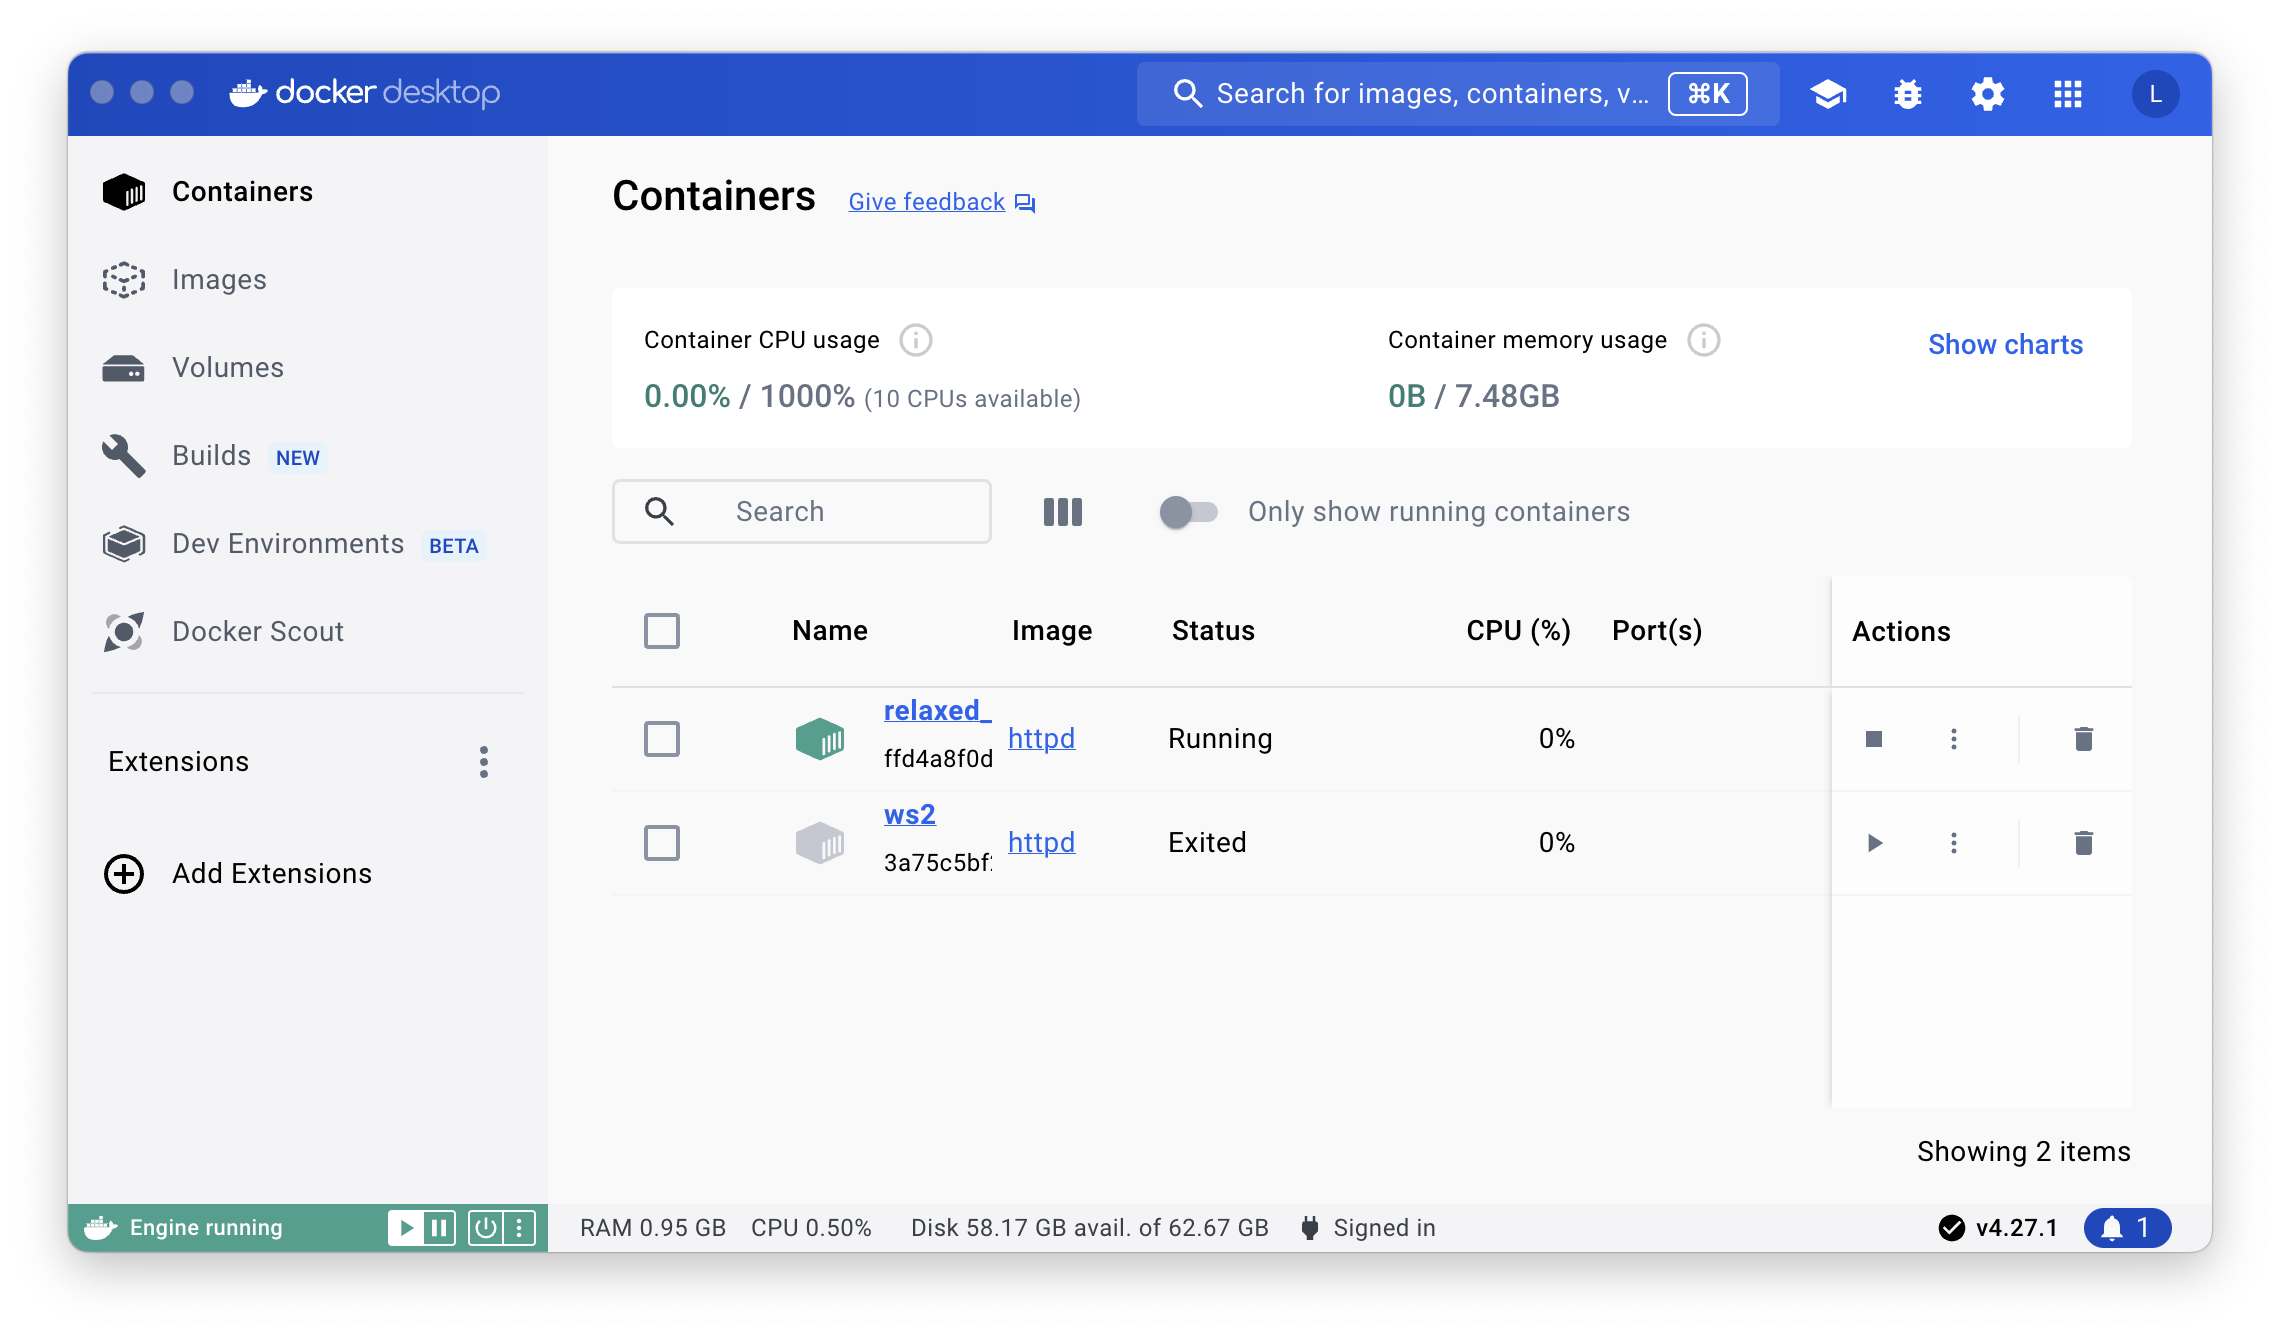 docker desktop
Search for images, containers, v... ⌘K
L
Containers
Images
Volumes
Builds NEW
Dev Environments BETA
Docker Scout
Extensions
Add Extensions
Containers Give feedback
Container CPU usage
0.00% / 1000% (10 CPUs available)
Container memory usage
0B / 7.48GB
Show charts
Search
Only show running containers
Name Image Status CPU (%) Port(s) Actions
relaxed_
ffd4a8f0d
httpd Running 0%
ws2
3a75c5bf
httpd Exited 0%
Showing 2 items
Engine running
RAM 0.95 GB CPU 0.50% Disk 58.17 GB avail. of 62.67 GB Signed in
v4.27.1
1